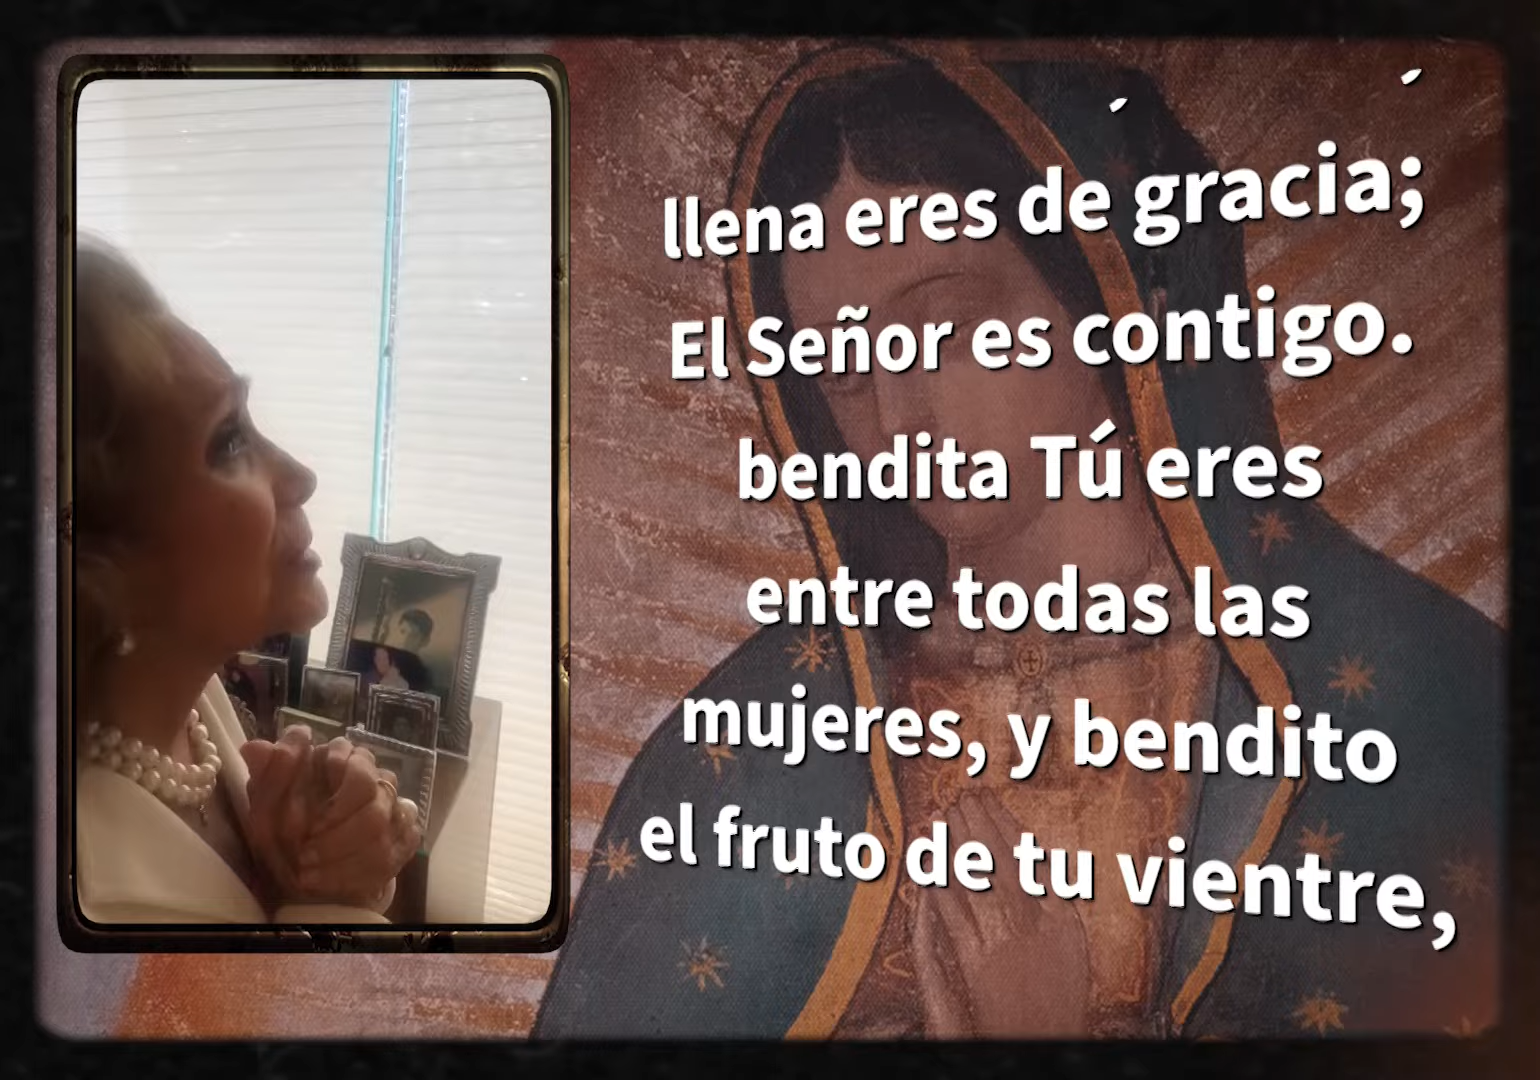 llena eres de gracia;
El Señor es contigo.
bendita Tú eres
entre todas las
mujeres, y bendito
el fruto de tu vientre,